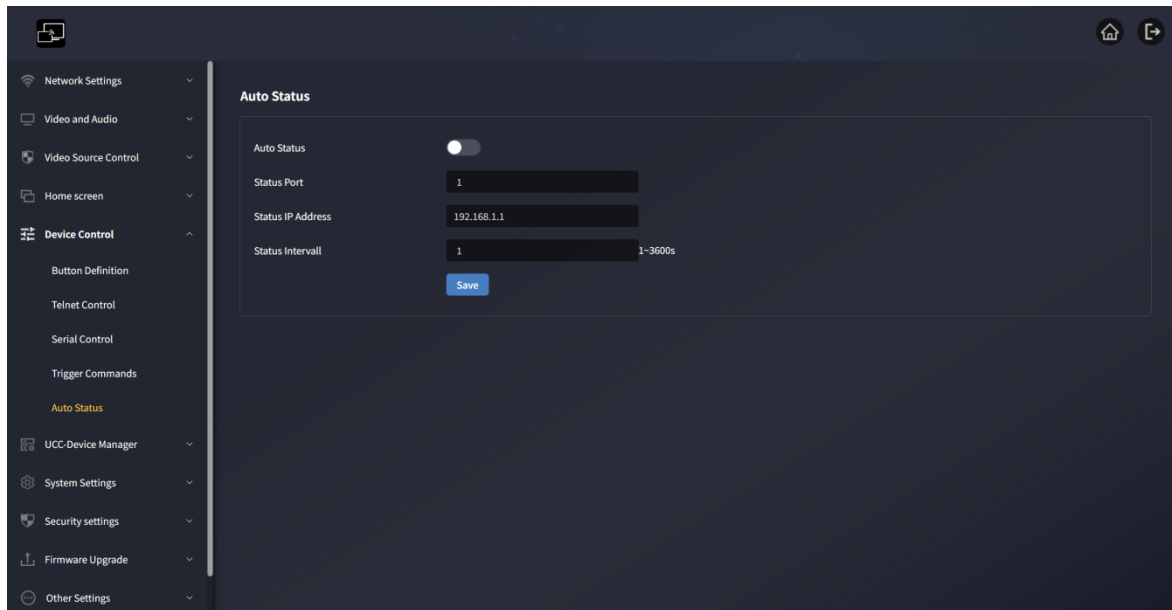 Network Settings
Video and Audio
Video Source Control
Home screen
Device Control
Button Definition
Telnet Control
Serial Control
Trigger Commands
Auto Status
UCC-Device Manager
System Settings
Security settings
Firmware Upgrade
Other Settings
Auto Status
Auto Status
Status Port 1
Status IP Address 192.168.1.1
Status Intervall 1 1~3600s
Save